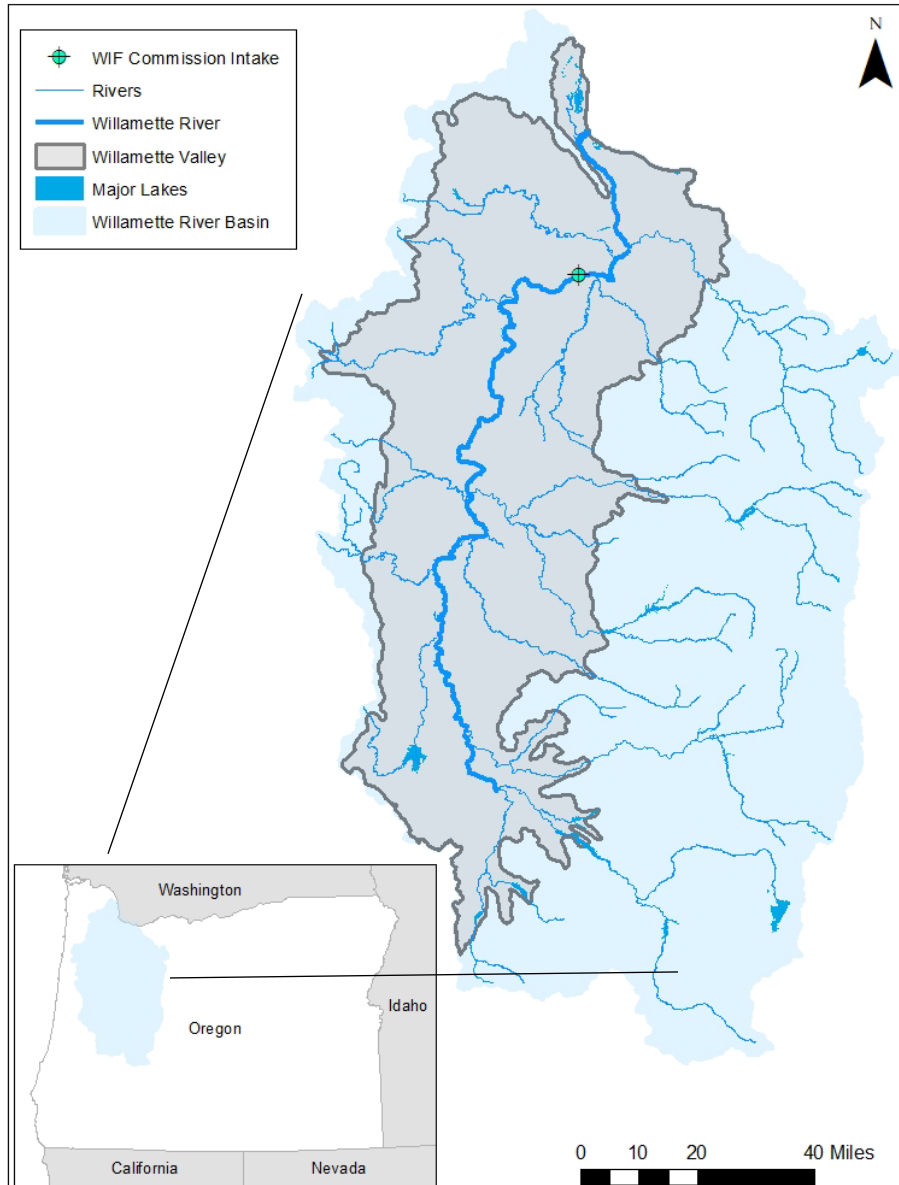 WIF Commission Intake
Rivers
Willamette River
Willamette Valley
Major Lakes
Willamette River Basin
N
Washington
Idaho
Oregon
California
Nevada
0 10 20 40 Miles